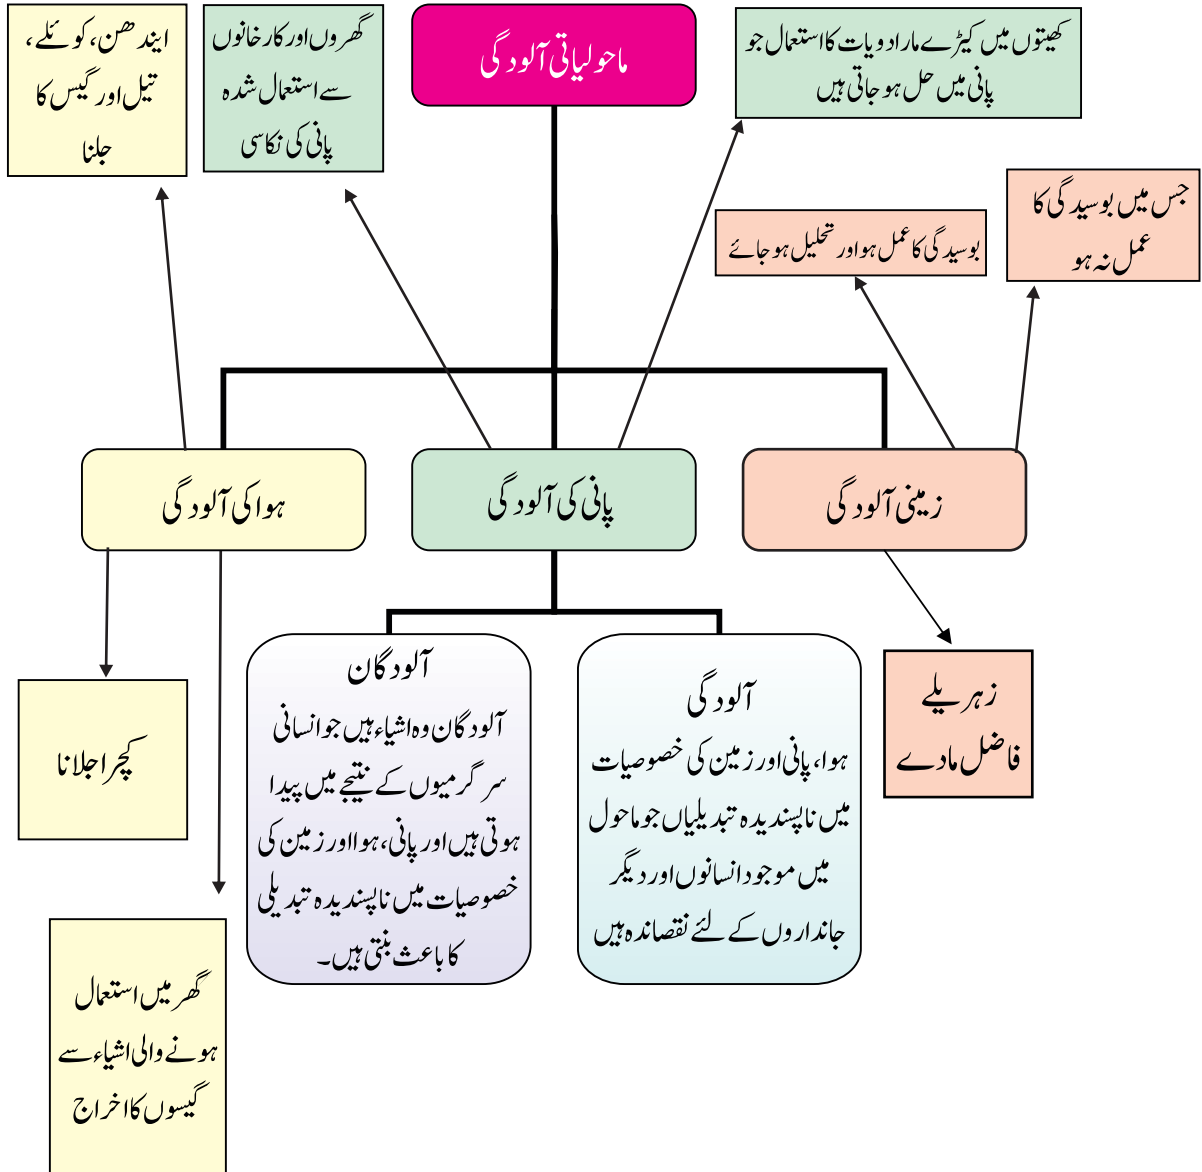 ماحولیاتی آلودگی
کھیتوں میں کیڑے مار ادویات کا استعمال جو
پانی میں حل ہو جاتی ہیں
گھروں اور کارخانوں
سے استعمال شدہ
پانی کی نکاسی
ایندھن، کوئلے،
تیل اور گیس کا
جلنا
جس میں بوسیدگی کا
عمل نہ ہو
بوسیدگی کا عمل ہو اور تحلیل ہو جائے
زمینی آلودگی
پانی کی آلودگی
ہوا کی آلودگی
زہریلے
فاضل مادے
آلودگی
ہوا، پانی اور زمین کی خصوصیات
میں ناپسندیدہ تبدیلیاں جو ماحول
میں موجود انسانوں اور دیگر
جانداروں کے لئے نقصاندہ ہیں
آلودگان
آلودگان وہ اشیاء ہیں جو انسانی
سرگرمیوں کے نتیجے میں پیدا
ہوتی ہیں اور پانی، ہوا اور زمین کی
خصوصیات میں ناپسندیدہ تبدیلی
کا باعث بنتی ہیں۔
کچرا جلانا
گھر میں استعمال
ہونے والی اشیاء سے
گیسوں کا اخراج